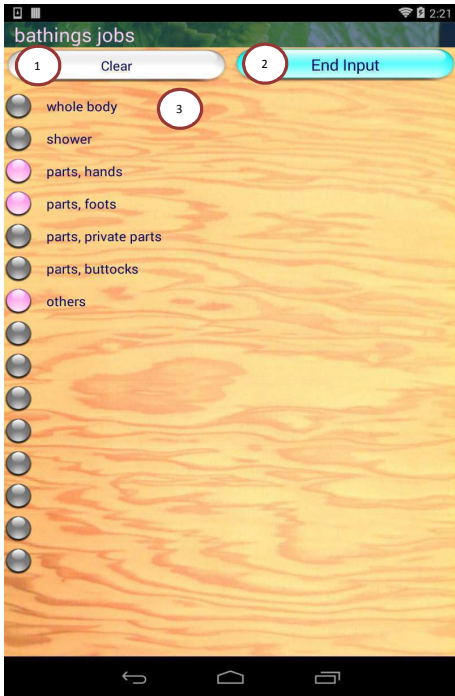 2:21
bathings jobs
1 Clear 2 End Input
whole body 3
shower
parts, hands
parts, foots
parts, private parts
parts, buttocks
others